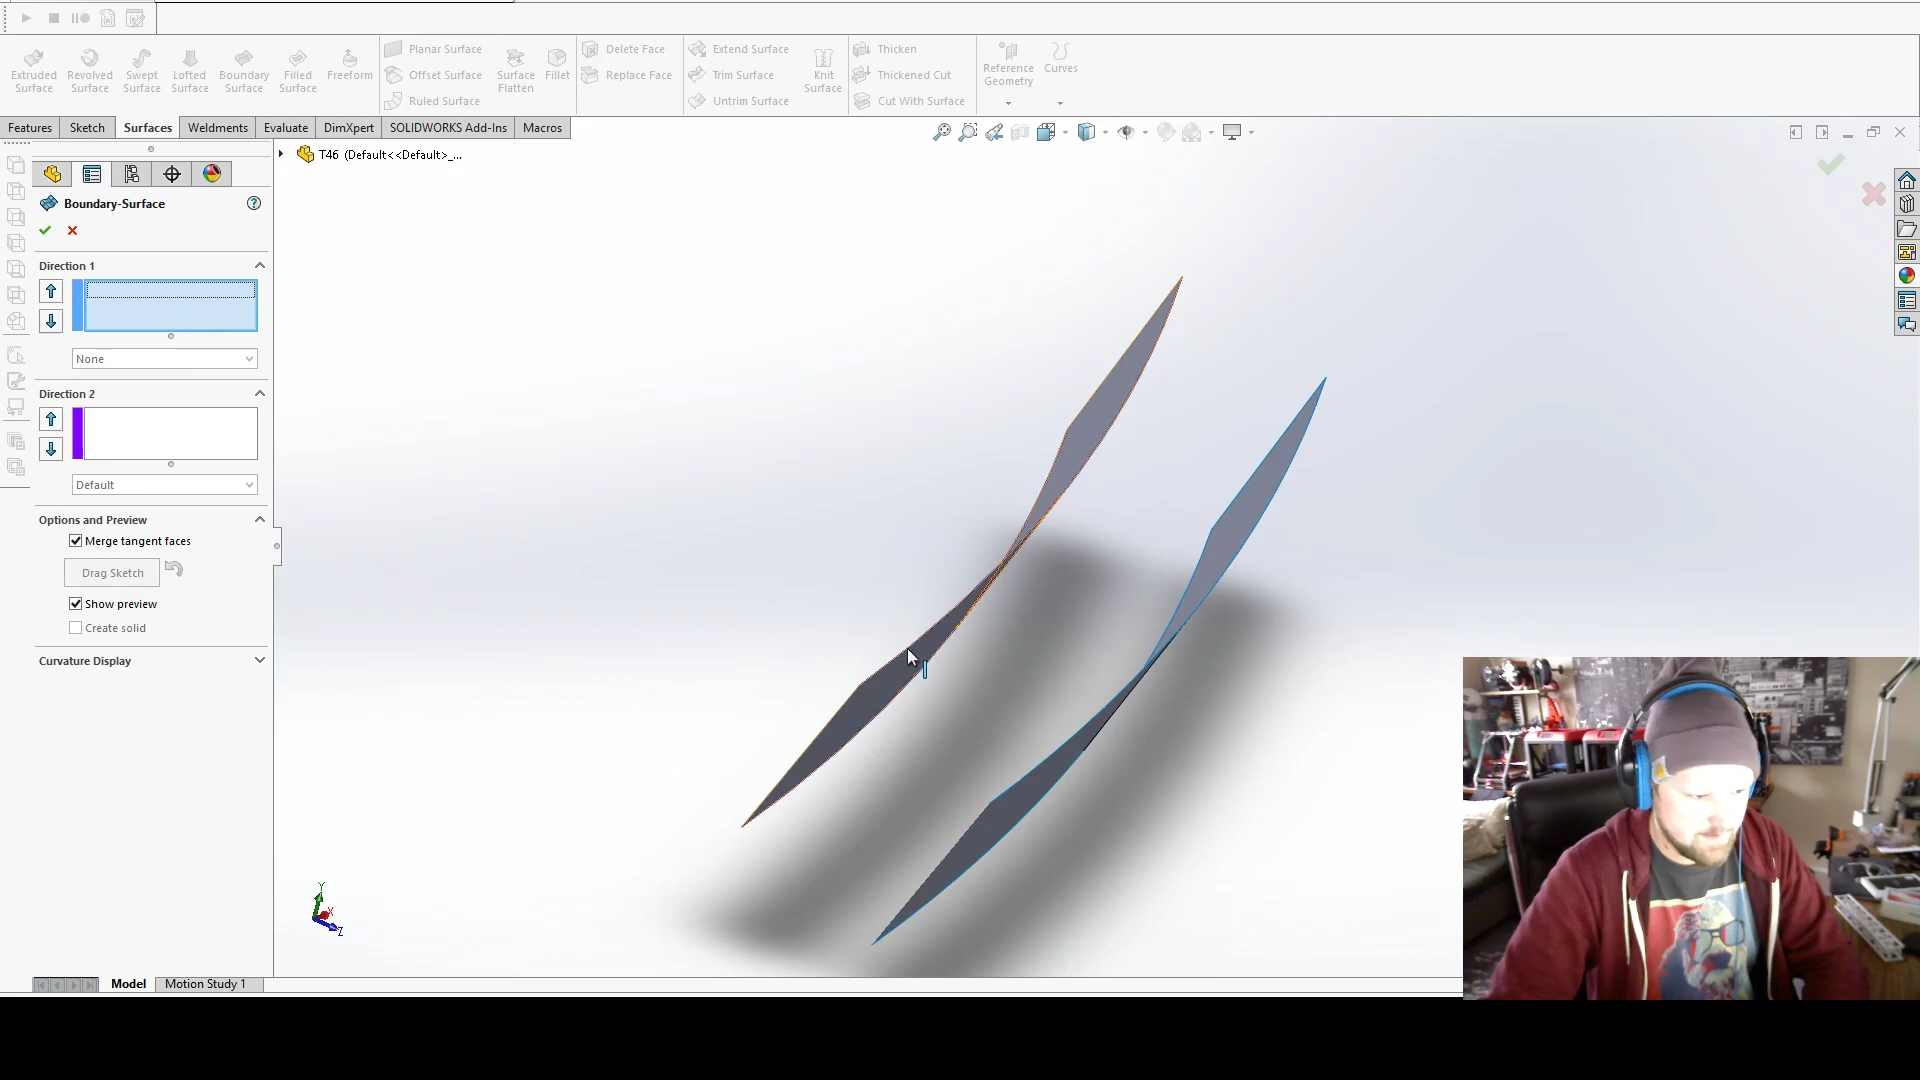 Extruded Surface
Revolved Surface
Swept Surface
Lofted Surface
Boundary Surface
Filled Surface
Freeform
Planar Surface
Offset Surface
Ruled Surface
Surface Flatten
Fillet
Delete Face
Replace Face
Extend Surface
Trim Surface
Untrim Surface
Knit Surface
Thicken
Thickened Cut
Cut With Surface
Reference Geometry
Curves
Features
Sketch
Surfaces
Weldments
Evaluate
DimXpert
SOLIDWORKS Add-Ins
Macros
T46 (Default<<Default>_...
Boundary-Surface
Direction 1
None
Direction 2
Default
Options and Preview
Merge tangent faces
Drag Sketch
Show preview
Create solid
Curvature Display
Y
X
Z
Model
Motion Study 1